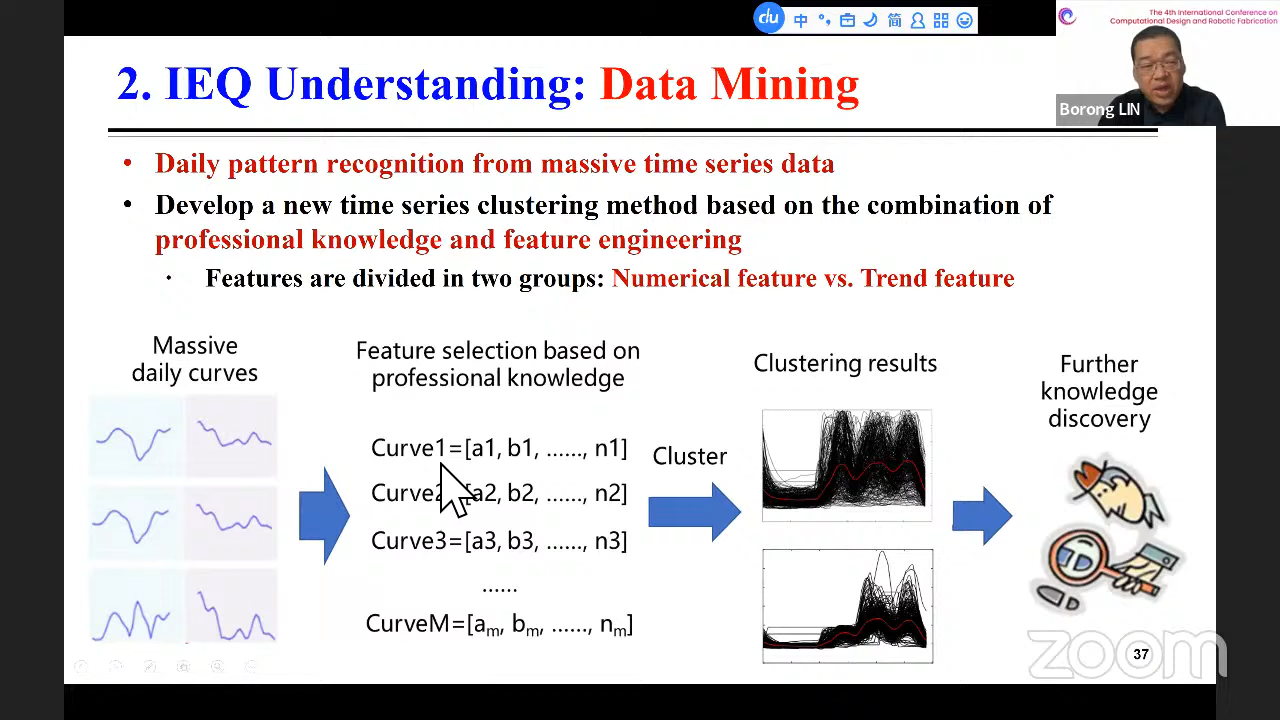 du 中 简
The 4th International Conference on
Computational Design and Robotic Fabrication
2. IEQ Understanding: Data Mining
Borong LIN
• Daily pattern recognition from massive time series data
• Develop a new time series clustering method based on the combination of
professional knowledge and feature engineering
· Features are divided in two groups: Numerical feature vs. Trend feature
Massive
daily curves
Feature selection based on
professional knowledge
Curve1=[a1, b1, ......, n1]
Curve2=[a2, b2, ......, n2]
Curve3=[a3, b3, ......, n3]
......
CurveM=[aₘ, bₘ, ......, nₘ]
Cluster
Clustering results
Further
knowledge
discovery
zoom
37